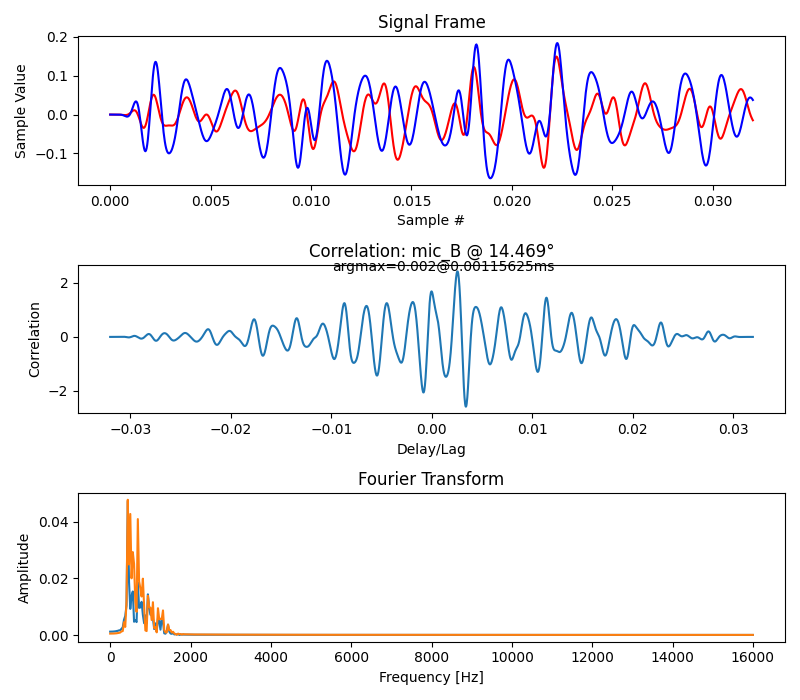 Signal Frame
Sample Value
0.2
0.1
0.0
−0.1
0.000 0.005 0.010 0.015 0.020 0.025 0.030
Sample #
Correlation: mic_B @ 14.469°
argmax=0.002@0.00115625ms
Correlation
2
0
−2
−0.03 −0.02 −0.01 0.00 0.01 0.02 0.03
Delay/Lag
Fourier Transform
Amplitude
0.04
0.02
0.00
0 2000 4000 6000 8000 10000 12000 14000 16000
Frequency [Hz]